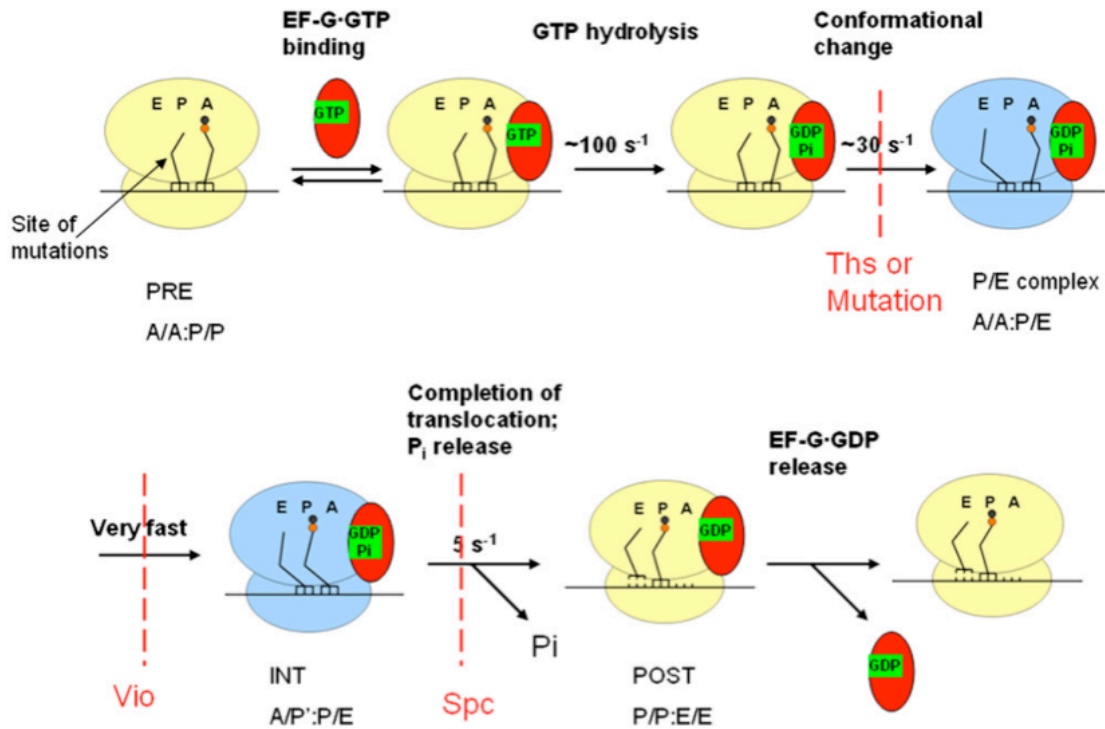 EF-G·GTP
binding
GTP hydrolysis
Conformational
change
E P A
GTP
E P A
GTP
~100 s⁻¹
E P A
GDP
Pi
~30 s⁻¹
E P A
GDP
Pi
Site of
mutations
PRE
A/A:P/P
Ths or
Mutation
P/E complex
A/A:P/E
Completion of
translocation;
Pᵢ release
EF-G·GDP
release
Very fast
E P A
GDP
Pi
5 s⁻¹
Pi
E P A
GDP
E P A
GDP
Vio
INT
A/P':P/E
Spc
POST
P/P:E/E